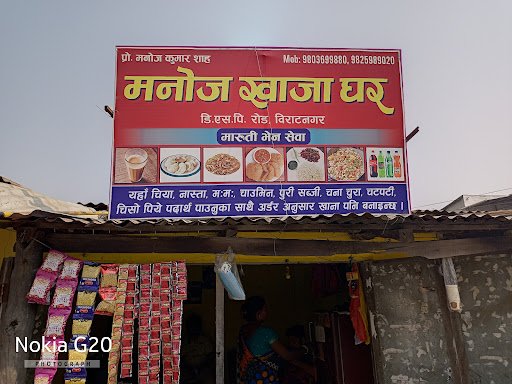 प्रो. मनोज कुमार शाह
Mob: 9803699880, 9825989020
मनोज खाजा घर
डि.एस.पि. रोड, विराटनगर
मारुती भेन सेवा
यहाँ चिया, नास्ता, म:म:, चाउमिन, पुरी सब्जी, चना चुरा, चटपटी,
चिसो पिये पदार्थ पाउनुका साथै अर्डर अनुसार खाना पनि बनाइन्छ।
NOKIA G20
PHOTOGRAPH